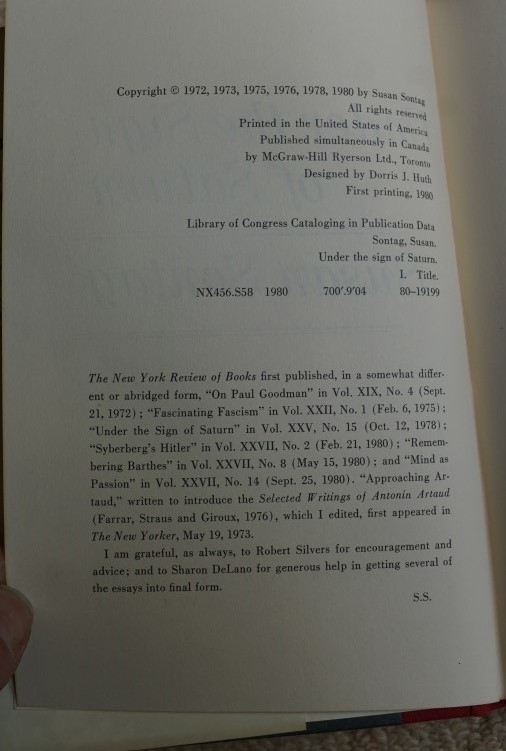 Copyright © 1972, 1973, 1975, 1976, 1978, 1980 by Susan Sontag
All rights reserved
Printed in the United States of America
Published simultaneously in Canada
by McGraw-Hill Ryerson Ltd., Toronto
Designed by Dorris J. Huth
First printing, 1980
Library of Congress Cataloging in Publication Data
Sontag, Susan.
Under the sign of Saturn.
I. Title.
NX456.S58 1980 700′.9′04 80–19199
The New York Review of Books first published, in a somewhat differ-
ent or abridged form, “On Paul Goodman” in Vol. XIX, No. 4 (Sept.
21, 1972) ; “Fascinating Fascism” in Vol. XXII, No. 1 (Feb. 6, 1975) ;
“Under the Sign of Saturn” in Vol. XXV, No. 15 (Oct. 12, 1978) ;
“Syberberg’s Hitler” in Vol. XXVII, No. 2 (Feb. 21, 1980) ; “Remem-
bering Barthes” in Vol. XXVII, No. 8 (May 15, 1980) ; and “Mind as
Passion” in Vol. XXVII, No. 14 (Sept. 25, 1980). “Approaching Ar-
taud,” written to introduce the Selected Writings of Antonin Artaud
(Farrar, Straus and Giroux, 1976), which I edited, first appeared in
The New Yorker, May 19, 1973.
I am grateful, as always, to Robert Silvers for encouragement and
advice; and to Sharon DeLano for generous help in getting several of
the essays into final form.
S.S.